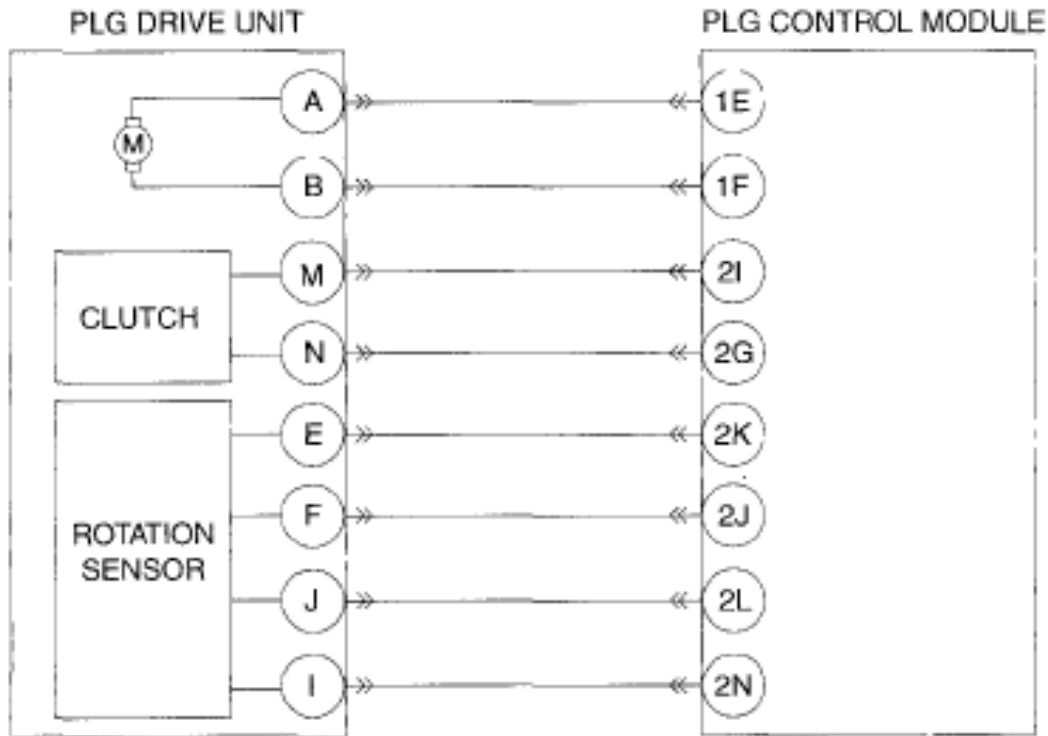 PLG DRIVE UNIT
PLG CONTROL MODULE
A
1E
M
B
1F
M
2I
CLUTCH
N
2G
E
2K
F
2J
ROTATION
SENSOR
J
2L
I
2N